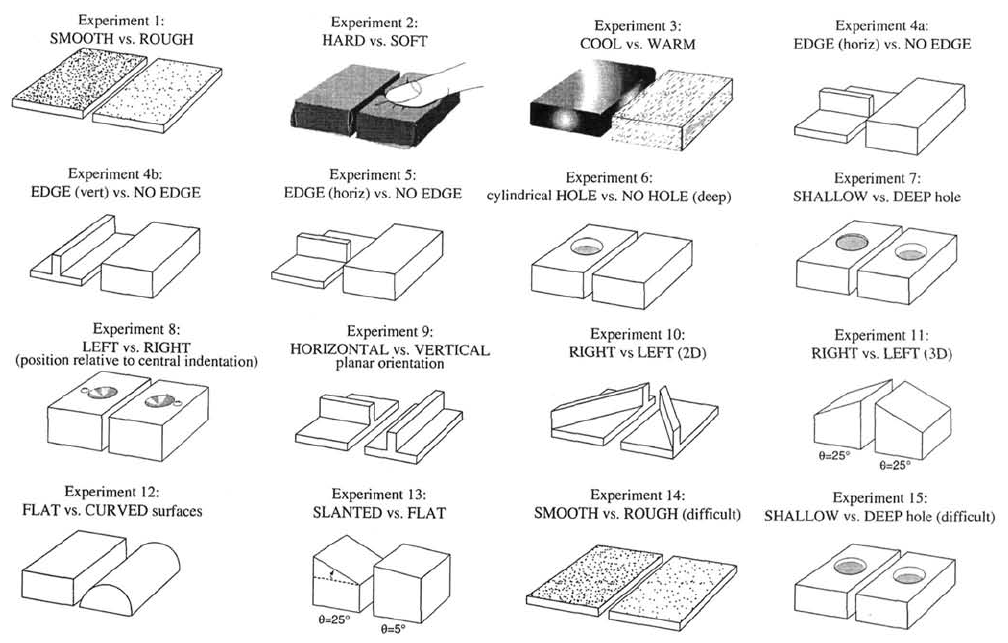 Experiment 1:
SMOOTH vs. ROUGH
Experiment 2:
HARD vs. SOFT
Experiment 3:
COOL vs. WARM
Experiment 4a:
EDGE (horiz) vs. NO EDGE
Experiment 4b:
EDGE (vert) vs. NO EDGE
Experiment 5:
EDGE (horiz) vs. NO EDGE
Experiment 6:
cylindrical HOLE vs. NO HOLE (deep)
Experiment 7:
SHALLOW vs. DEEP hole
Experiment 8:
LEFT vs. RIGHT
(position relative to central indentation)
Experiment 9:
HORIZONTAL vs. VERTICAL
planar orientation
Experiment 10:
RIGHT vs LEFT (2D)
Experiment 11:
RIGHT vs. LEFT (3D)
θ=25°
θ=25°
Experiment 12:
FLAT vs. CURVED surfaces
Experiment 13:
SLANTED vs. FLAT
θ=25°
θ=5°
Experiment 14:
SMOOTH vs. ROUGH (difficult)
Experiment 15:
SHALLOW vs. DEEP hole (difficult)